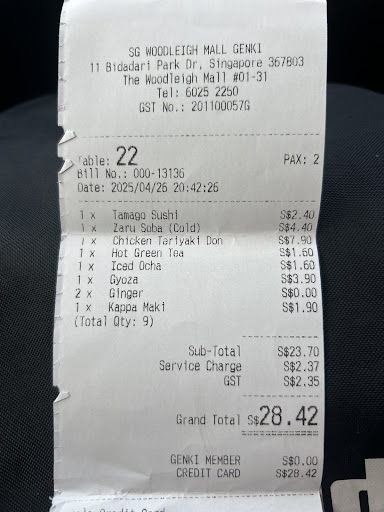 SG WOODLEIGH MALL GENKI
11 Bidadari Park Dr, Singapore 367803
The Woodleigh Mall #01-31
Tel: 6025 2250
GST No.: 201100057G
Table: 22 PAX: 2
Bill No.: 000-13136
Date: 2025/04/26 20:42:26
1 x Tamago Sushi S$2.40
1 x Zaru Soba (Cold) S$4.40
1 x Chicken Teriyaki Don S$7.90
1 x Hot Green Tea S$1.60
1 x Iced Ocha S$1.60
1 x Gyoza S$3.90
2 x Ginger S$0.00
1 x Kappa Maki S$1.90
(Total Qty: 9)
Sub-Total S$23.70
Service Charge S$2.37
GST S$2.35
Grand Total S$28.42
GENKI MEMBER S$0.00
CREDIT CARD S$28.42
Credit Card